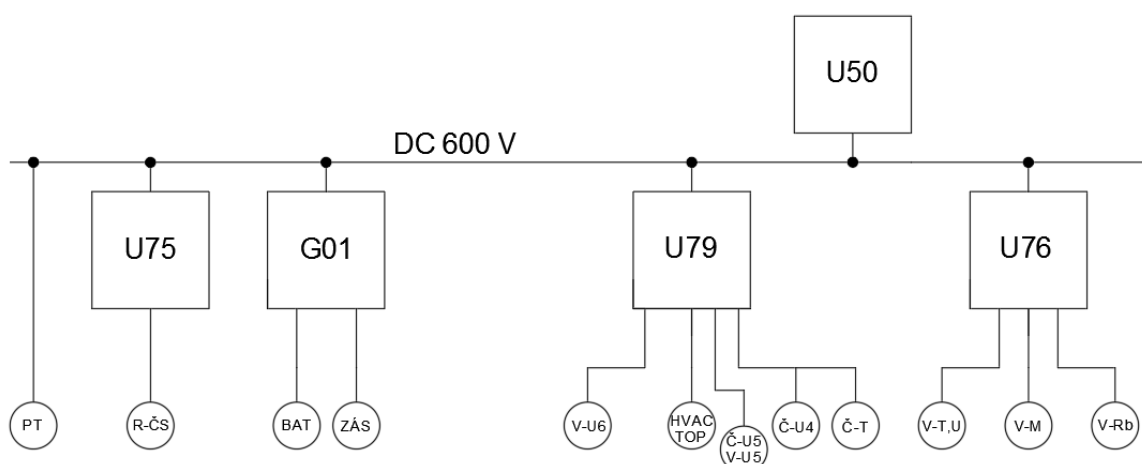 U50
DC 600 V
U75
G01
U79
U76
PT
R-ČS
BAT
ZÁS
V-U6
HVAC
TOP
Č-U5
V-U5
Č-U4
Č-T
V-T,U
V-M
V-Rb